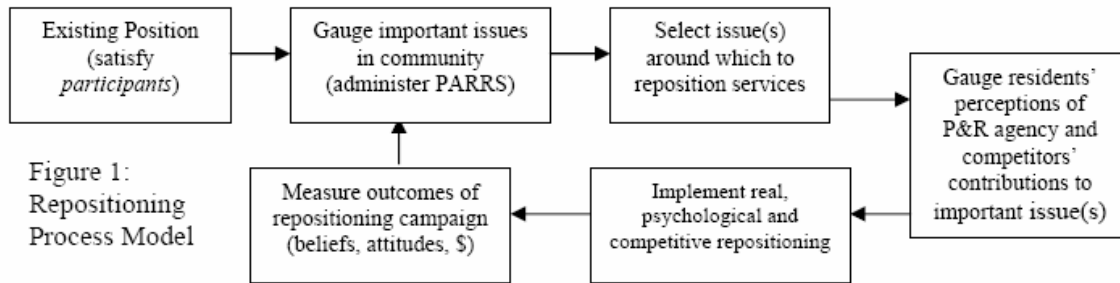 Existing Position
(satisfy
participants)
Gauge important issues
in community
(administer PARRS)
Select issue(s)
around which to
reposition services
Gauge residents’
perceptions of
P&R agency and
competitors’
contributions to
important issue(s)
Implement real,
psychological and
competitive repositioning
Measure outcomes of
repositioning campaign
(beliefs, attitudes, $)
Figure 1:
Repositioning
Process Model